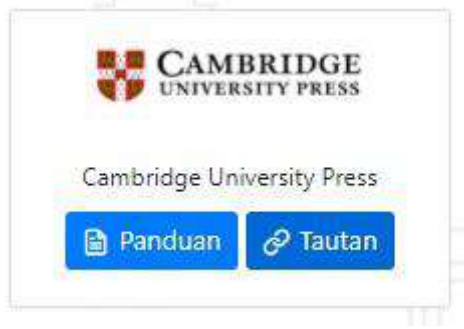 CAMBRIDGE
UNIVERSITY PRESS
Cambridge University Press
Panduan
Tautan